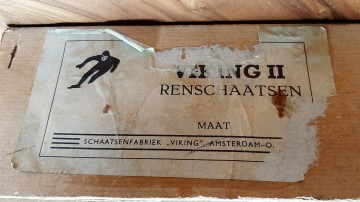 VIKING II
RENSCHAATSEN
MAAT
SCHAATSENFABRIEK „VIKING", AMSTERDAM-O.